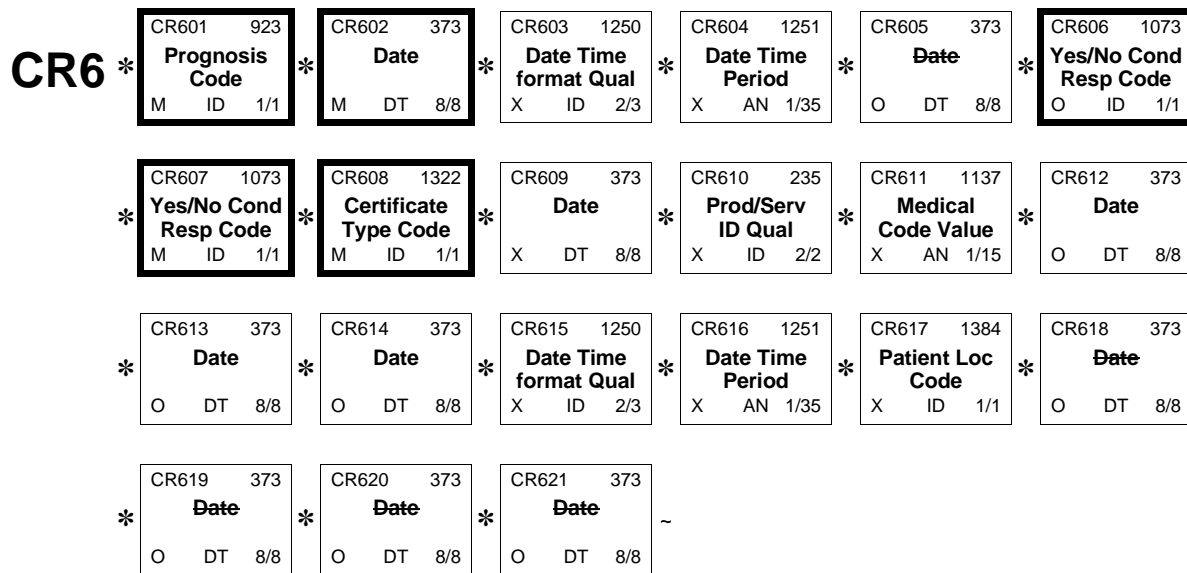 CR6 * CR601 923 * CR602 373 * CR603 1250 * CR604 1251 * CR605 373 * CR606 1073
Prognosis Code Date Date Time format Qual Date Time Period Date Yes/No Cond Resp Code
M ID 1/1 M DT 8/8 X ID 2/3 X AN 1/35 O DT 8/8 O ID 1/1
* CR607 1073 * CR608 1322 * CR609 373 * CR610 235 * CR611 1137 * CR612 373
Yes/No Cond Resp Code Certificate Type Code Date Prod/Serv ID Qual Medical Code Value Date
M ID 1/1 M ID 1/1 X DT 8/8 X ID 2/2 X AN 1/15 O DT 8/8
* CR613 373 * CR614 373 * CR615 1250 * CR616 1251 * CR617 1384 * CR618 373
Date Date Date Time format Qual Date Time Period Patient Loc Code Date
O DT 8/8 O DT 8/8 X ID 2/3 X AN 1/35 X ID 1/1 O DT 8/8
* CR619 373 * CR620 373 * CR621 373 ~
Date Date Date
O DT 8/8 O DT 8/8 O DT 8/8